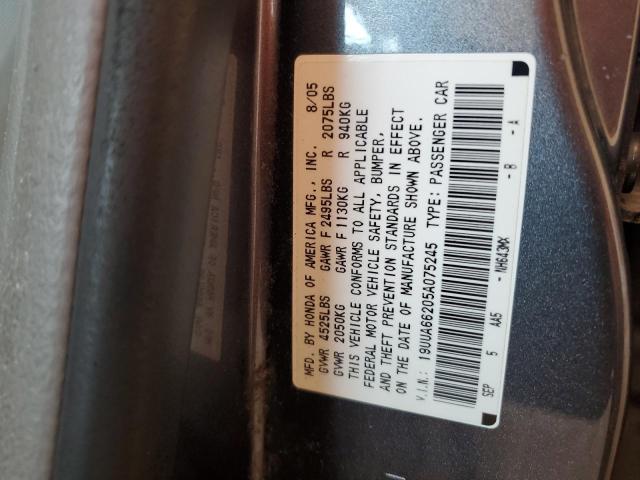 MFD. BY HONDA OF AMERICA MFG., INC. 8/05
GVWR 4525LBS GAWR F 2495LBS R 2075LBS
GVWR 2050KG GAWR F 1130KG R 940KG
THIS VEHICLE CONFORMS TO ALL APPLICABLE
FEDERAL MOTOR VEHICLE SAFETY, BUMPER,
AND THEFT PREVENTION STANDARDS IN EFFECT
ON THE DATE OF MANUFACTURE SHOWN ABOVE.
V.I.N.: 19UUA66205A075245 TYPE: PASSENGER CAR
SEP 5 AA5 - NH643MX - B - A